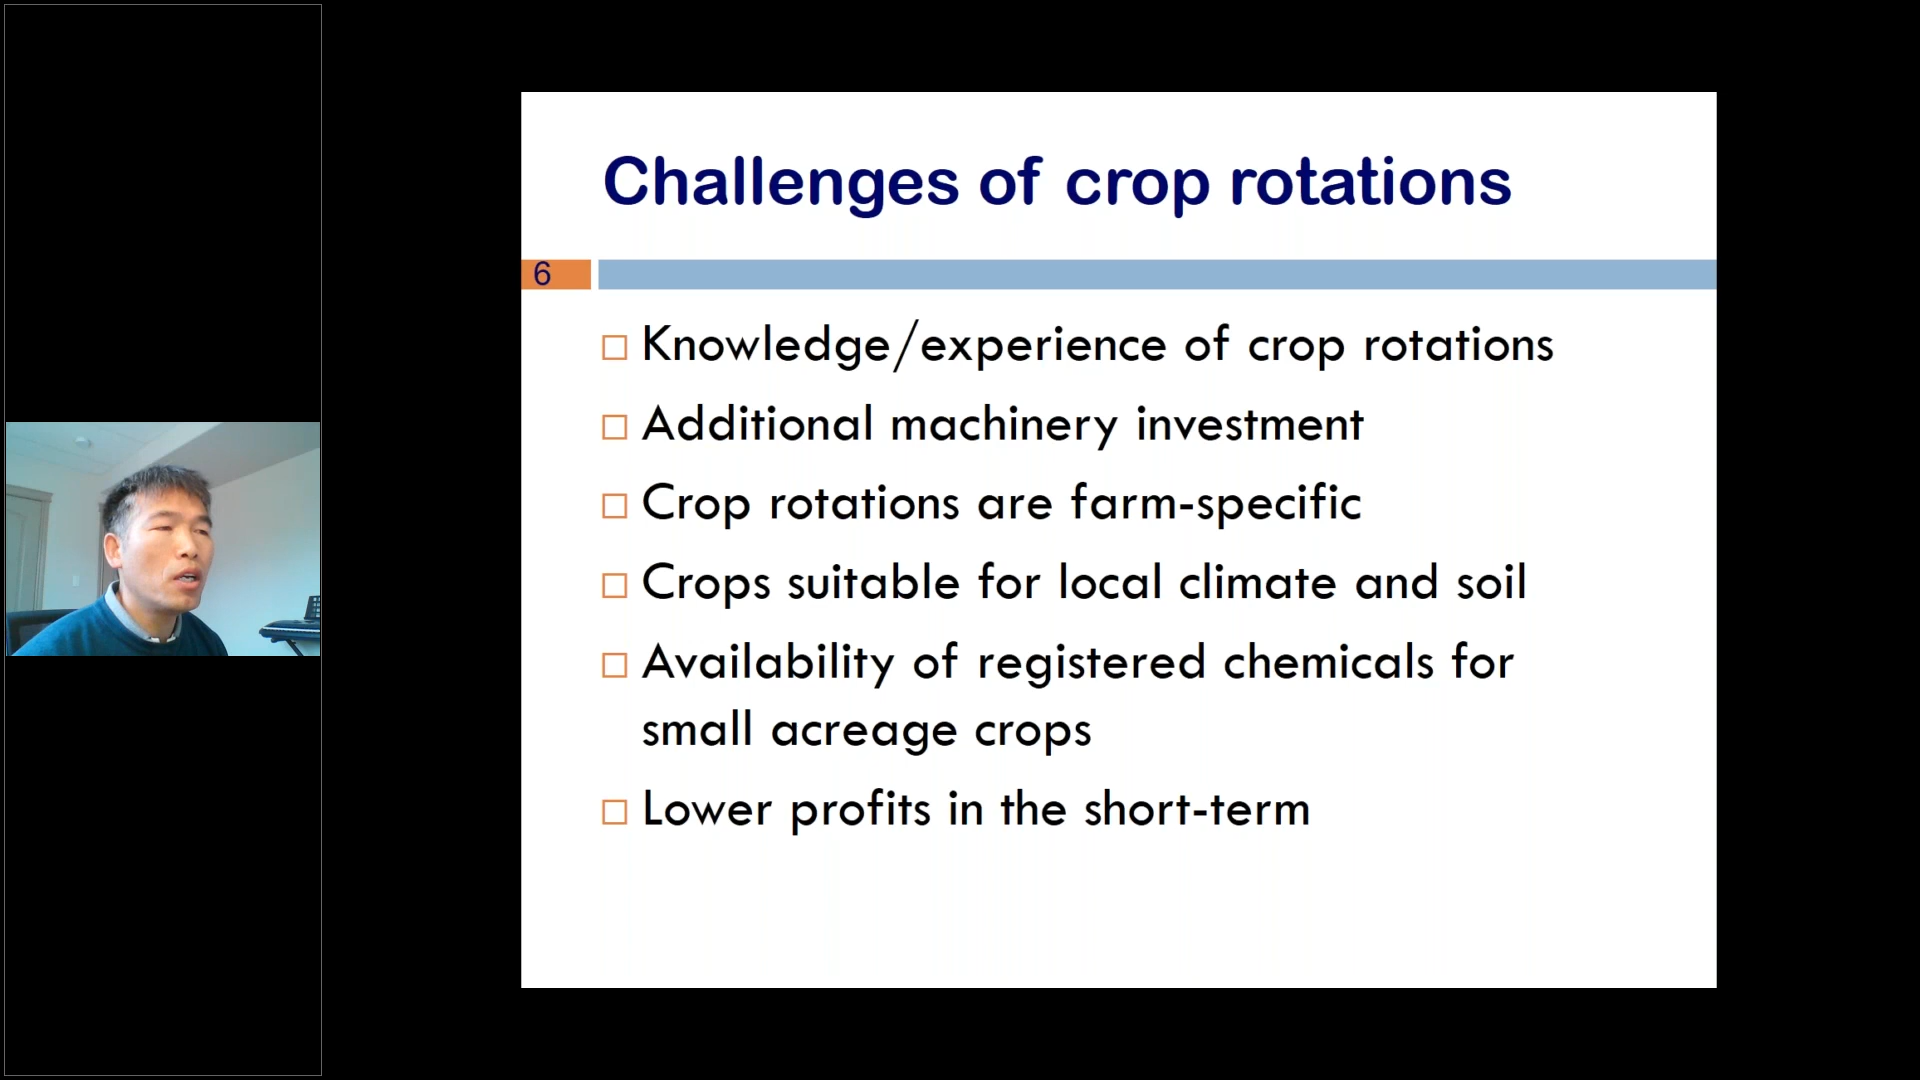 Challenges of crop rotations
6
Knowledge/experience of crop rotations
Additional machinery investment
Crop rotations are farm-specific
Crops suitable for local climate and soil
Availability of registered chemicals for
small acreage crops
Lower profits in the short-term